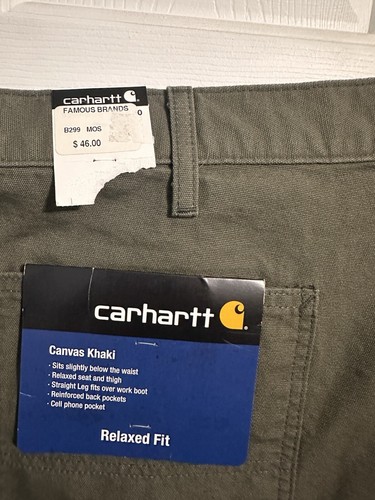 carhartt
FAMOUS BRANDS
0
B299 MOS
$ 46.00
carhartt
Canvas Khaki
· Sits slightly below the waist
· Relaxed seat and thigh
· Straight Leg fits over work boot
· Reinforced back pockets
· Cell phone pocket
Relaxed Fit